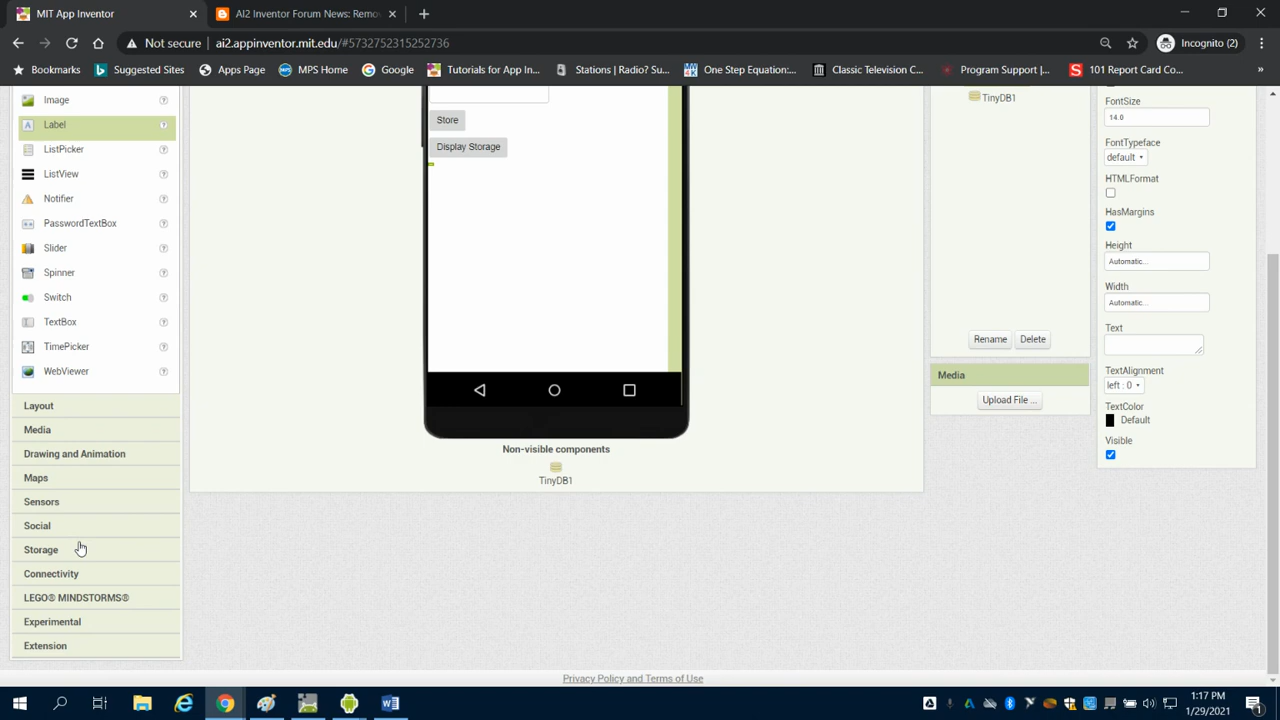 MIT App Inventor
AI2 Inventor Forum News: Remo
Not secure
ai2.appinventor.mit.edu/#5732752315252736
Incognito (2)
Bookmarks
Suggested Sites
Apps Page
MPS Home
Google
Tutorials for App In...
Stations | Radio? Su...
One Step Equation:...
Classic Television C...
Program Support |...
101 Report Card Co...
»
Image
Label
ListPicker
ListView
Notifier
PasswordTextBox
Slider
Spinner
Switch
TextBox
TimePicker
WebViewer
Layout
Media
Drawing and Animation
Maps
Sensors
Social
Storage
Connectivity
LEGO® MINDSTORMS®
Experimental
Extension
Store
Display Storage
Non-visible components
TinyDB1
TinyDB1
Rename
Delete
Media
Upload File ...
FontSize
14.0
FontTypeface
default
HTMLFormat
HasMargins
Height
Automatic...
Width
Automatic...
Text
TextAlignment
left : 0
TextColor
Default
Visible
Privacy Policy and Terms of Use
1:17 PM
1/29/2021